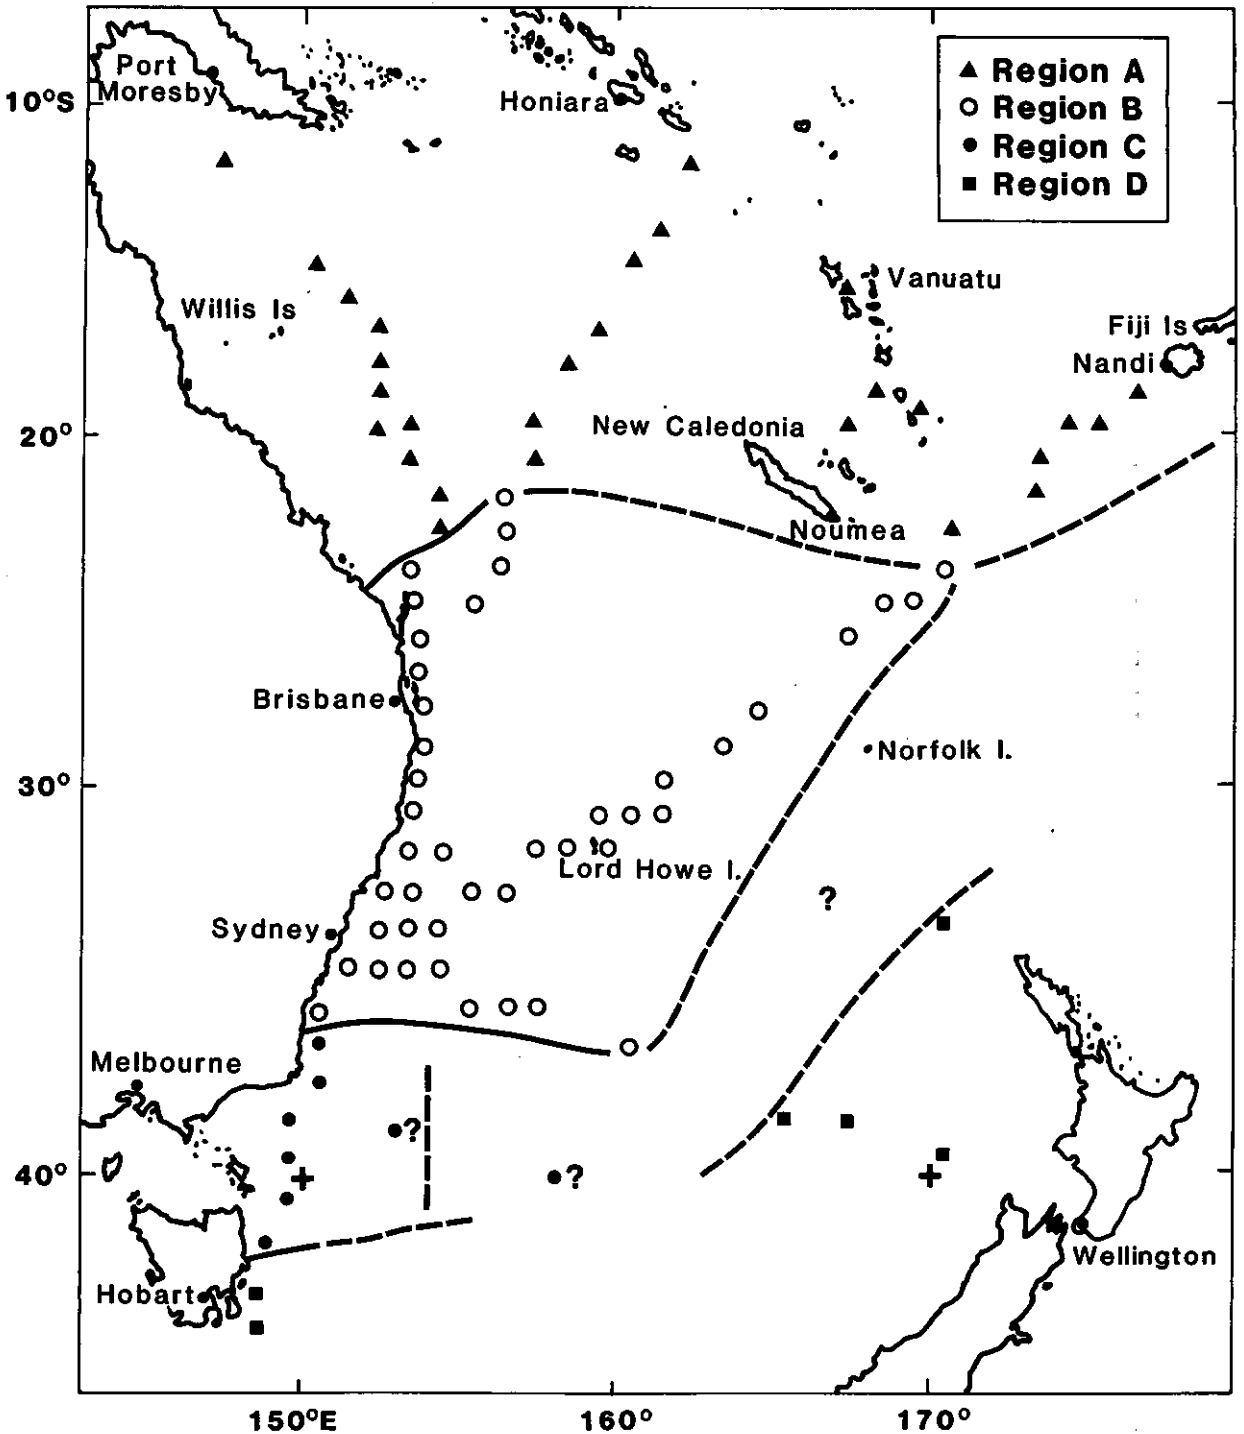 Port
Moresby
Honiara
▲ Region A
○ Region B
● Region C
■ Region D
10°S
Willis Is
Vanuatu
Fiji Is
Nandi
20°
New Caledonia
Noumea
Brisbane
Norfolk I.
30°
Lord Howe I.
?
Sydney
Melbourne
?
?
40°
Wellington
Hobart
150°E
160°
170°